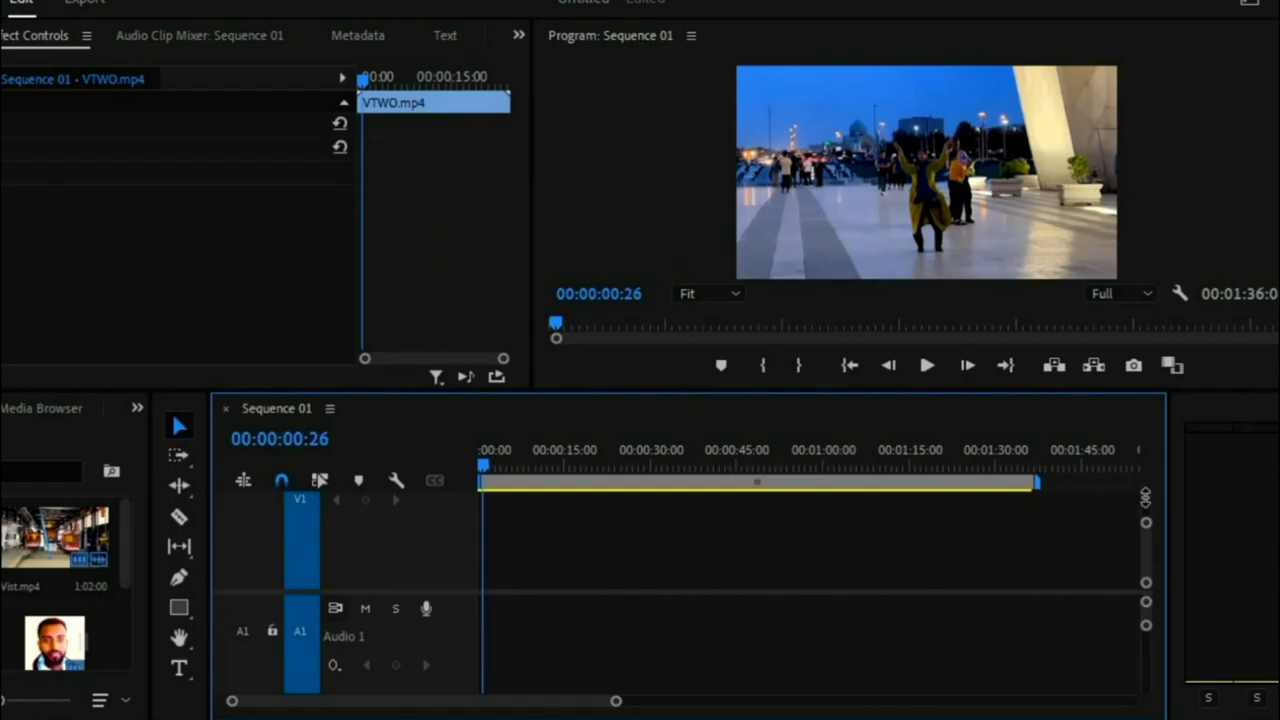 Edit
Export
Untitled
Edited
ect Controls
Audio Clip Mixer: Sequence 01
Metadata
Text
Program: Sequence 01
Sequence 01 - VTWO.mp4
00:00
00:00:15:00
VTWO.mp4
00:00:00:26
Fit
Full
00:01:36:0
Media Browser
Sequence 01
00:00:00:26
:00:00
00:00:15:00
00:00:30:00
00:00:45:00
00:01:00:00
00:01:15:00
00:01:30:00
00:01:45:00
V1
A1
A1
M
S
Audio 1
Vist.mp4
1:02:00
S
S